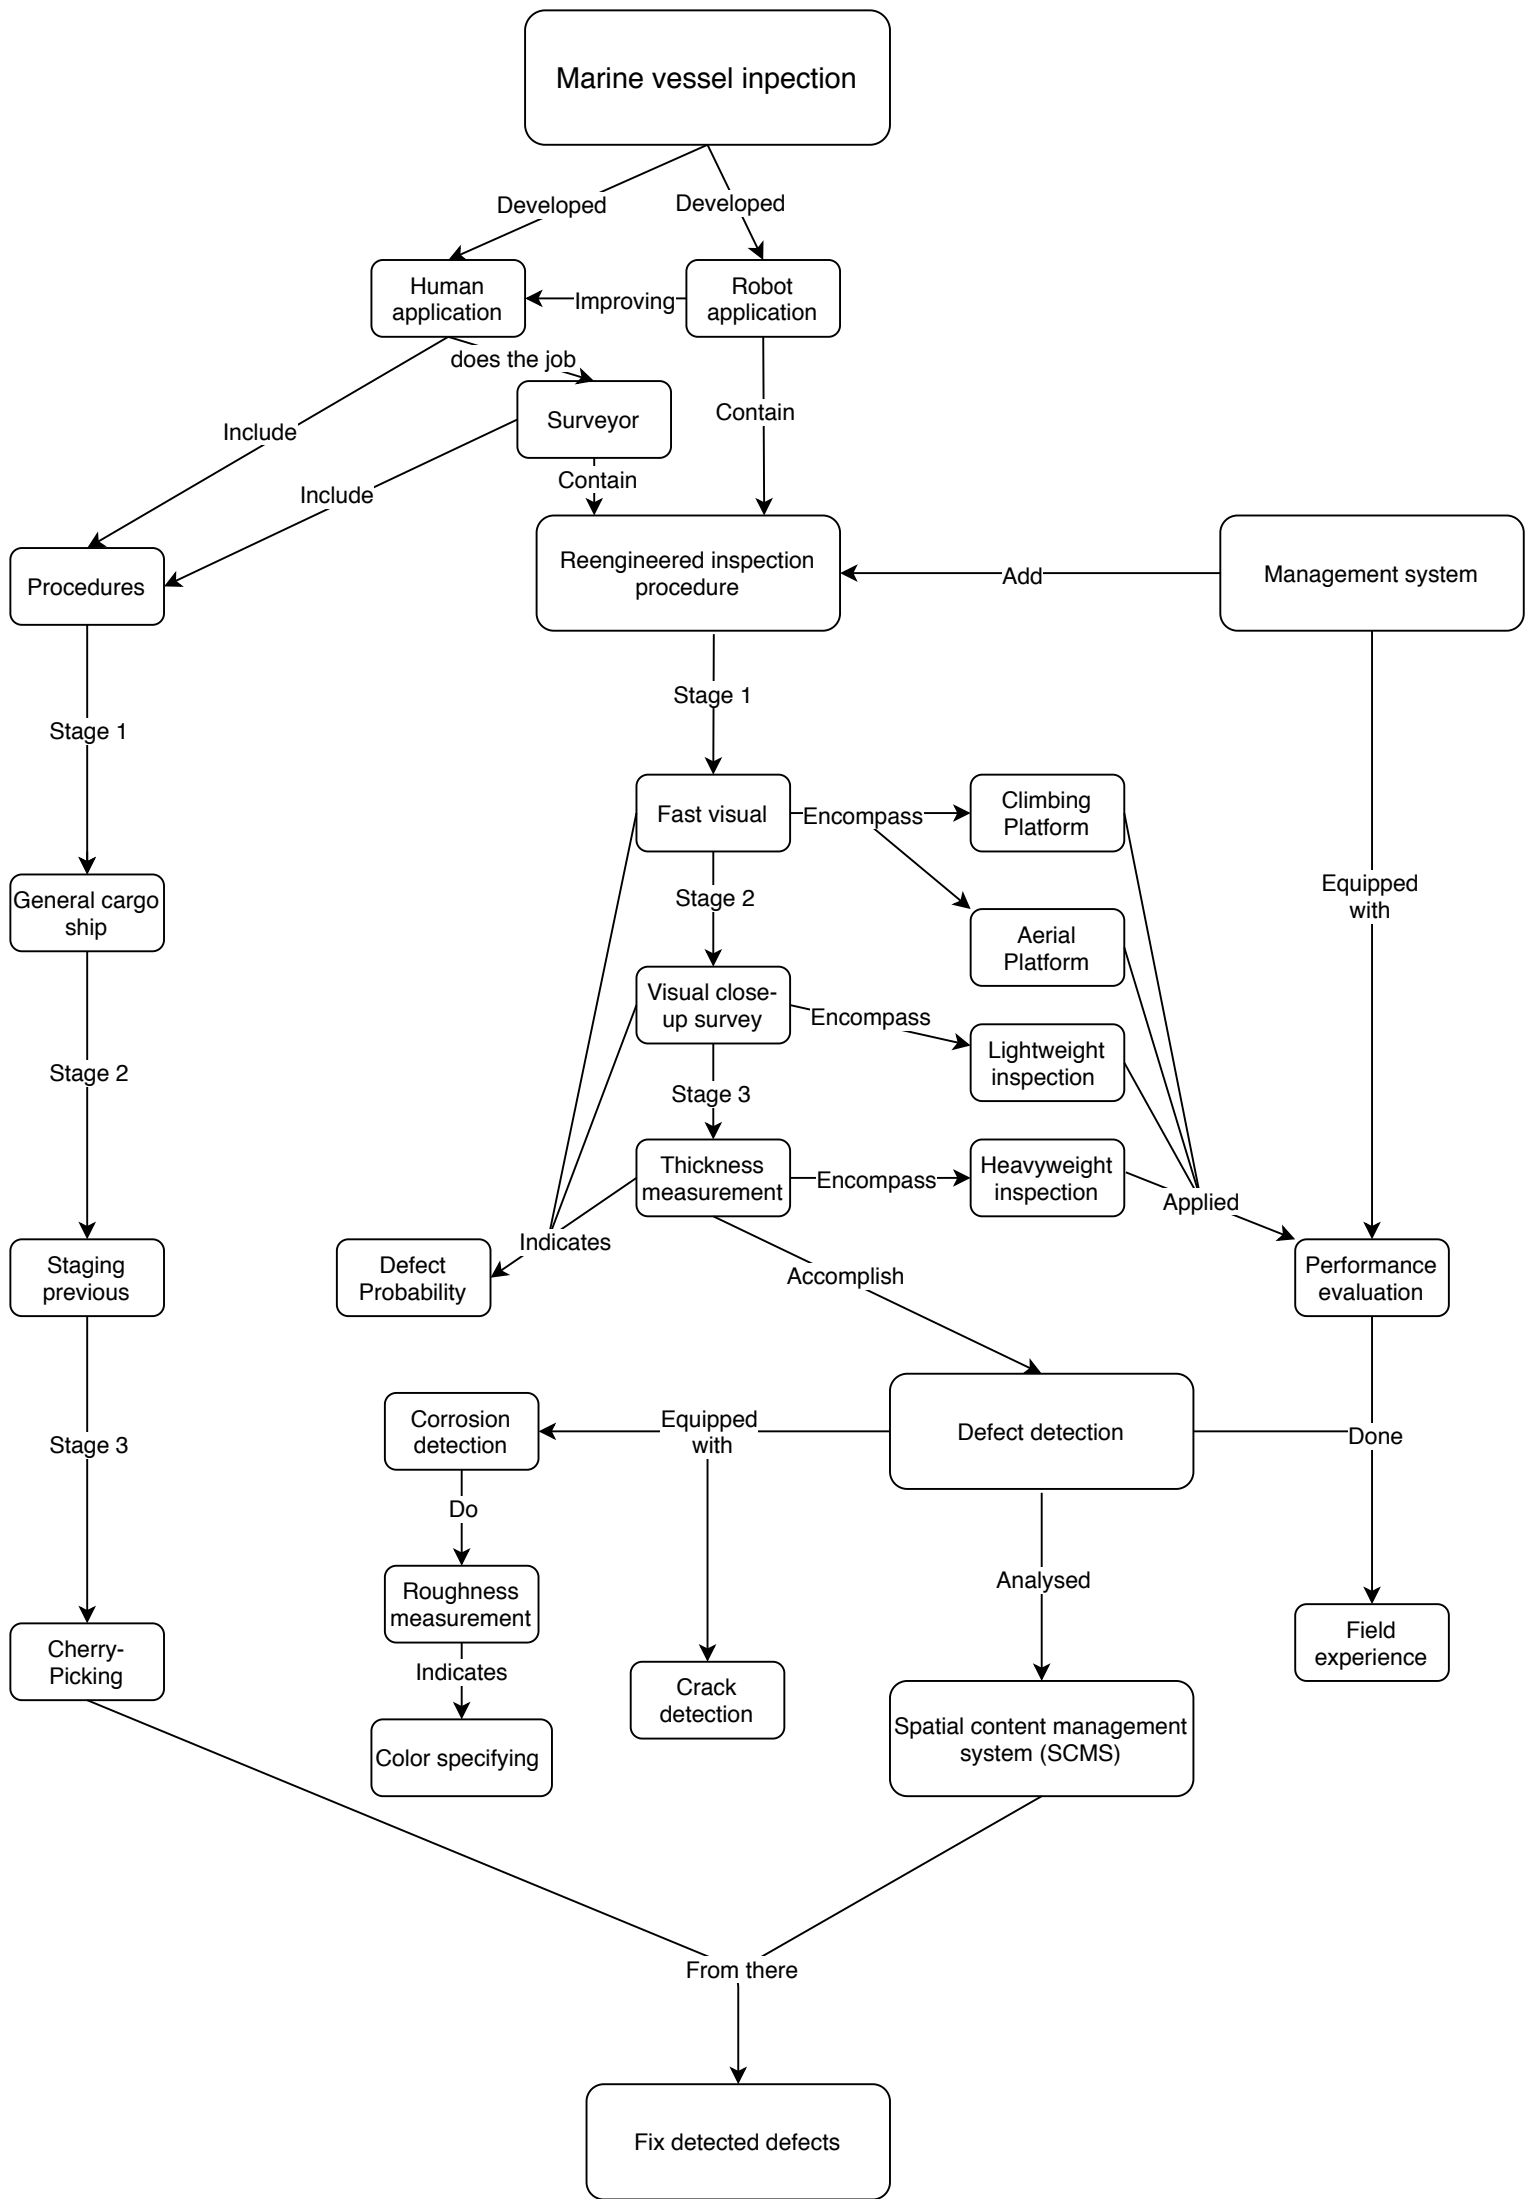 Marine vessel inpection
Developed
Developed
Human
application
Improving
Robot
application
does the job
Surveyor
Contain
Include
Contain
Include
Procedures
Reengineered inspection
procedure
Add
Management system
Stage 1
Stage 1
Fast visual
Encompass
Climbing
Platform
General cargo
ship
Stage 2
Equipped
with
Aerial
Platform
Visual close-
up survey
Encompass
Lightweight
inspection
Stage 2
Stage 3
Thickness
measurement
Encompass
Heavyweight
inspection
Applied
Staging
previous
Defect
Probability
Indicates
Accomplish
Performance
evaluation
Stage 3
Corrosion
detection
Equipped
with
Defect detection
Done
Do
Roughness
measurement
Analysed
Field
experience
Cherry-
Picking
Indicates
Crack
detection
Spatial content management
system (SCMS)
Color specifying
From there
Fix detected defects